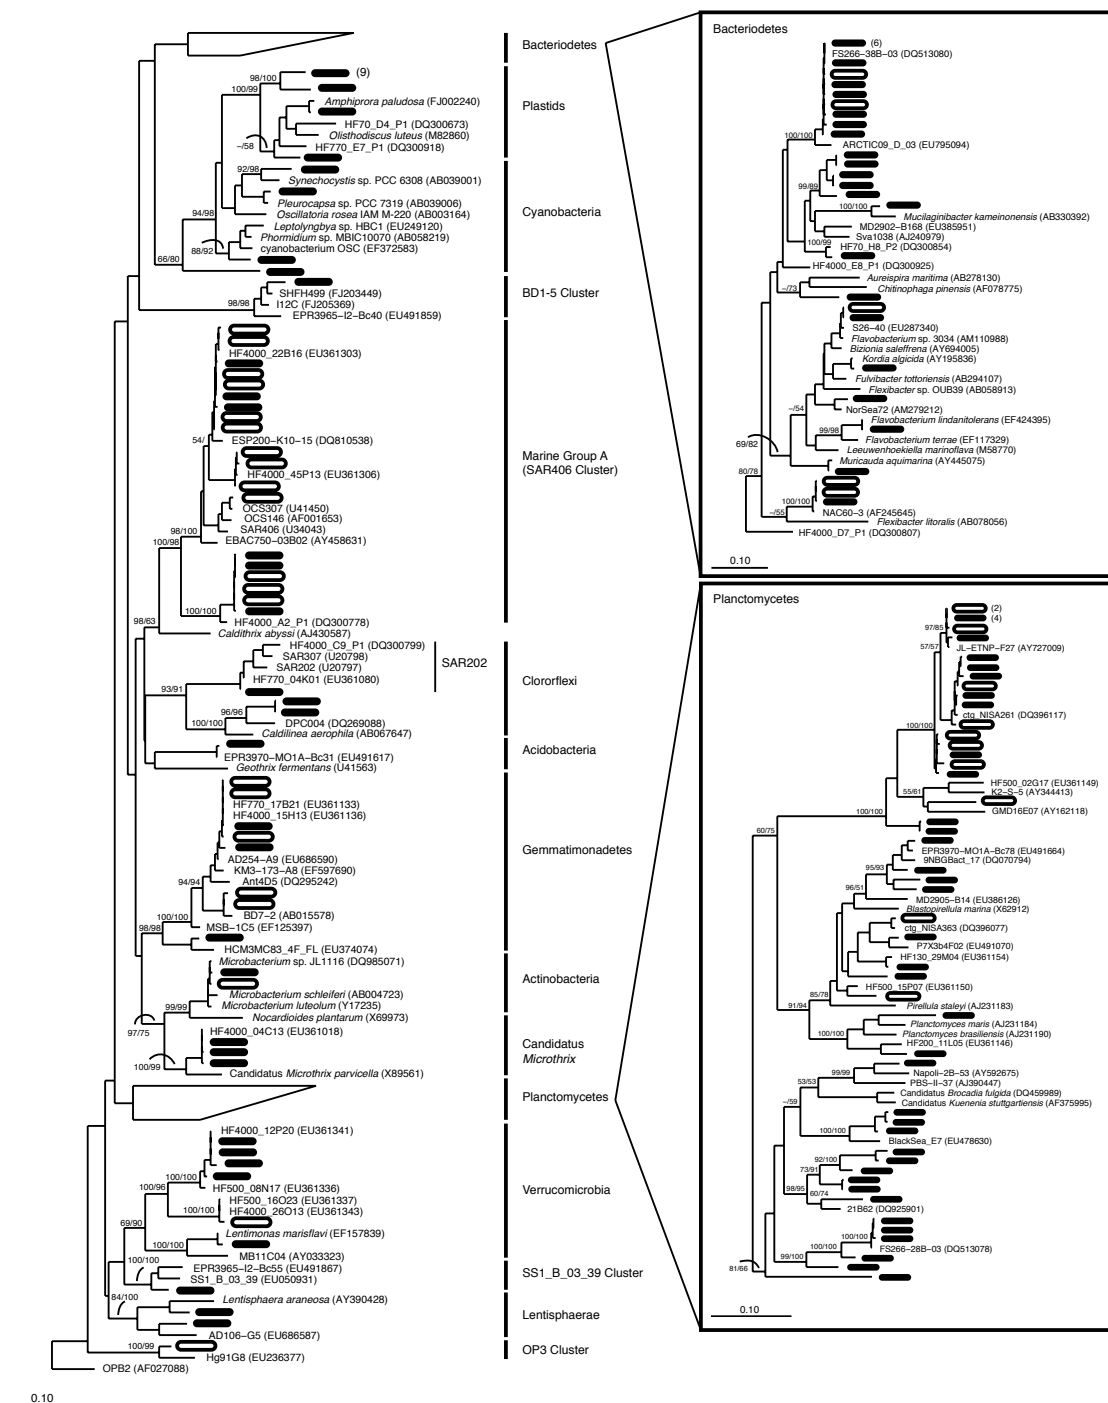 98/100
(9)
100/99
Amphiprora paludosa (FJ002240)
HF70_D4_P1 (DQ300673)
Olisthodiscus luteus (M82860)
–/58
HF770_E7_P1 (DQ300918)
92/98
Synechocystis sp. PCC 6308 (AB039001)
Pleurocapsa sp. PCC 7319 (AB039006)
94/98
Oscillatoria rosea IAM M-220 (AB003164)
Leptolyngbya sp. HBC1 (EU249120)
Phormidium sp. MBIC10070 (AB058219)
88/92
cyanobacterium OSC (EF372583)
66/80
SHFH499 (FJ203449)
98/98
I12C (FJ205369)
EPR3965-I2-Bc40 (EU491859)
HF4000_22B16 (EU361303)
54/
ESP200-K10-15 (DQ810538)
HF4000_45P13 (EU361306)
OCS307 (U41450)
OCS146 (AF001653)
98/100
SAR406 (U34043)
100/98
EBAC750-03B02 (AY458631)
100/100
HF4000_A2_P1 (DQ300778)
98/63
Caldithrix abyssi (AJ430587)
HF4000_C9_P1 (DQ300799)
SAR307 (U20798)
SAR202 (U20797)
HF770_04K01 (EU361080)
SAR202
93/91
96/96
100/100
DPC004 (DQ269088)
Caldilinea aerophila (AB067647)
EPR3970-MO1A-Bc31 (EU491617)
Geothrix fermentans (U41563)
HF770_17B21 (EU361133)
HF4000_15H13 (EU361136)
AD254-A9 (EU686590)
KM3-173-A8 (EF597690)
94/94
Ant4D5 (DQ295242)
100/100
BD7-2 (AB015578)
98/98
MSB-1C5 (EF125397)
HCM3MC83_4F_FL (EU374074)
Microbacterium sp. JL1116 (DQ985071)
Microbacterium schleiferi (AB004723)
99/99
Microbacterium luteolum (Y17235)
Nocardioides plantarum (X69973)
97/75
HF4000_04C13 (EU361018)
100/99
Candidatus Microthrix parvicella (X89561)
HF4000_12P20 (EU361341)
100/100
100/96
HF500_08N17 (EU361336)
HF500_16O23 (EU361337)
100/100
HF4000_26O13 (EU361343)
69/90
Lentimonas marisflavi (EF157839)
100/100
MB11C04 (AY033323)
100/100
EPR3965-I2-Bc55 (EU491867)
SS1_B_03_39 (EU050931)
84/100
Lentisphaera araneosa (AY390428)
AD106-G5 (EU686587)
100/99
Hg91G8 (EU236377)
OPB2 (AF027088)
0.10
Bacteriodetes
Plastids
Cyanobacteria
BD1-5 Cluster
Marine Group A
(SAR406 Cluster)
Clororflexi
Acidobacteria
Gemmatimonadetes
Actinobacteria
Candidatus
Microthrix
Planctomycetes
Verrucomicrobia
SS1_B_03_39 Cluster
Lentisphaerae
OP3 Cluster
Bacteriodetes
(6)
FS266-38B-03 (DQ513080)
100/100
ARCTIC09_D_03 (EU795094)
99/89
100/100
Mucilaginibacter kameinonensis (AB330392)
MD2902-B168 (EU385951)
Sva1038 (AJ240979)
100/99
HF70_H8_P2 (DQ300854)
HF4000_E8_P1 (DQ300925)
Aureispira maritima (AB278130)
–/73
Chitinophaga pinensis (AF078775)
S26-40 (EU287340)
Flavobacterium sp. 3034 (AM110988)
Bizionia saleffrena (AY694005)
Kordia algicida (AY195836)
Fulvibacter tottoriensis (AB294107)
Flexibacter sp. OUB39 (AB058913)
–/54
NorSea72 (AM279212)
Flavobacterium lindanitolerans (EF424395)
99/98
Flavobacterium terrae (EF117329)
69/82
Leeuwenhoekiella marinoflava (M58770)
Muricauda aquimarina (AY445075)
80/78
100/100
–/55
NAC60-3 (AF245645)
Flexibacter litoralis (AB078056)
HF4000_D7_P1 (DQ300807)
0.10
Planctomycetes
(2)
(4)
97/85
57/57
JL-ETNP-F27 (AY727009)
ctg_NISA261 (DQ396117)
100/100
HF500_02G17 (EU361149)
55/61
K2-S-5 (AY344413)
100/100
GMD16E07 (AY162118)
60/75
EPR3970-MO1A-Bc78 (EU491664)
9NBGBact_17 (DQ070794)
95/93
96/51
MD2905-B14 (EU386126)
Blastopirellula marina (X62912)
ctg_NISA363 (DQ396077)
P7X3b4F02 (EU491070)
HF130_29M04 (EU361154)
HF500_15P07 (EU361150)
85/78
91/94
Pirellula staleyi (AJ231183)
Planctomyces maris (AJ231184)
100/100
Planctomyces brasiliensis (AJ231190)
HF200_11L05 (EU361146)
99/99
Napoli-2B-53 (AY592675)
53/53
PBS-II-37 (AJ390447)
Candidatus Brocadia fulgida (DQ459989)
–/59
Candidatus Kuenenia stuttgartiensis (AF375995)
100/100
BlackSea_E7 (EU478630)
92/100
73/91
98/95
60/74
21B62 (DQ925901)
100/100
100/100
FS266-28B-03 (DQ513078)
99/100
81/66
0.10